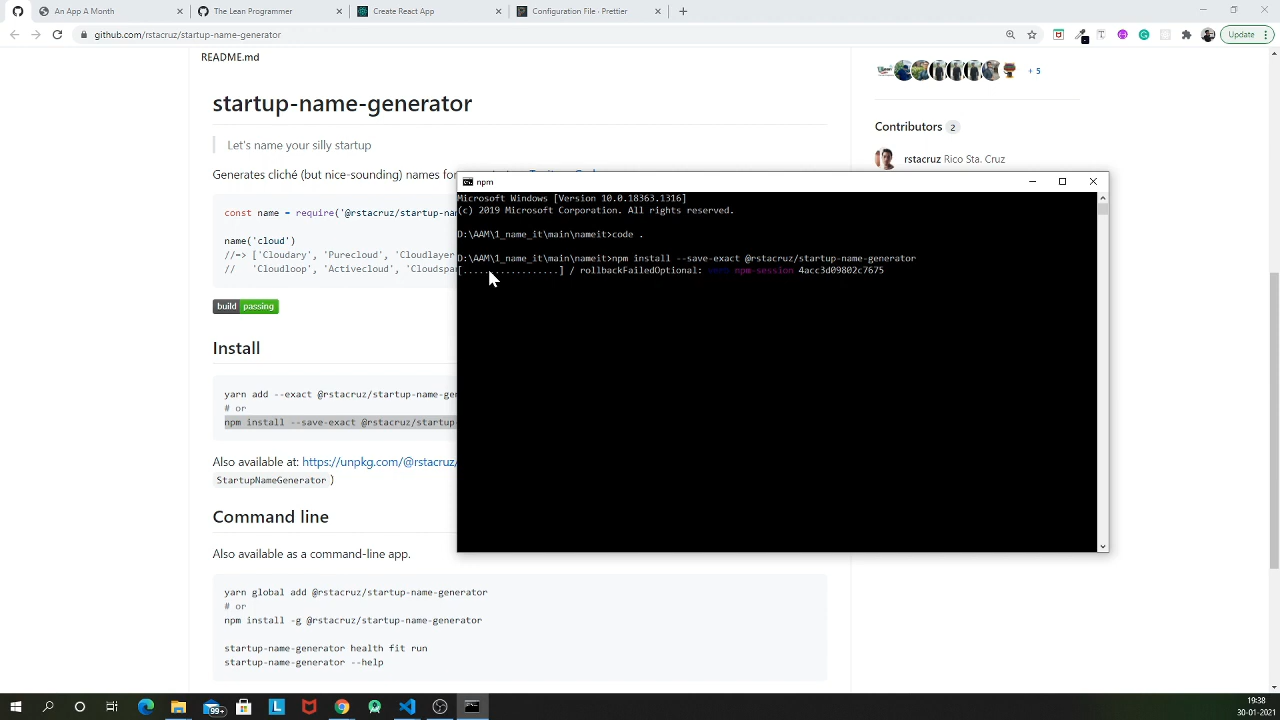 An App A Month
The Lean Programmer
Create React App
Configuration File - Prettier
github.com/rstacruz/startup-name-generator
Update
README.md
startup-name-generator
Let's name your silly startup
Generates cliché (but nice-sounding) names for
const name = require('@rstacruz/startup-nam
name('cloud')
//=> ['Cloudary', 'Purecloud', 'Cloudlayer
//   'Cloudloop', 'Activecloud', 'Cloudspa
build passing
Install
yarn add --exact @rstacruz/startup-name-gen
# or
npm install --save-exact @rstacruz/startup-
Also available at: https://unpkg.com/@rstacruz/
StartupNameGenerator )
Command line
Also available as a command-line app.
yarn global add @rstacruz/startup-name-generator
# or
npm install -g @rstacruz/startup-name-generator
startup-name-generator health fit run
startup-name-generator --help
+ 5
Contributors 2
rstacruz Rico Sta. Cruz
npm
Microsoft Windows [Version 10.0.18363.1316]
(c) 2019 Microsoft Corporation. All rights reserved.
D:\AAM\1_name_it\main\nameit>code .
D:\AAM\1_name_it\main\nameit>npm install --save-exact @rstacruz/startup-name-generator
[..................] / rollbackFailedOptional: verb npm-session 4acc3d09802c7675
99+
19:38
30-01-2021